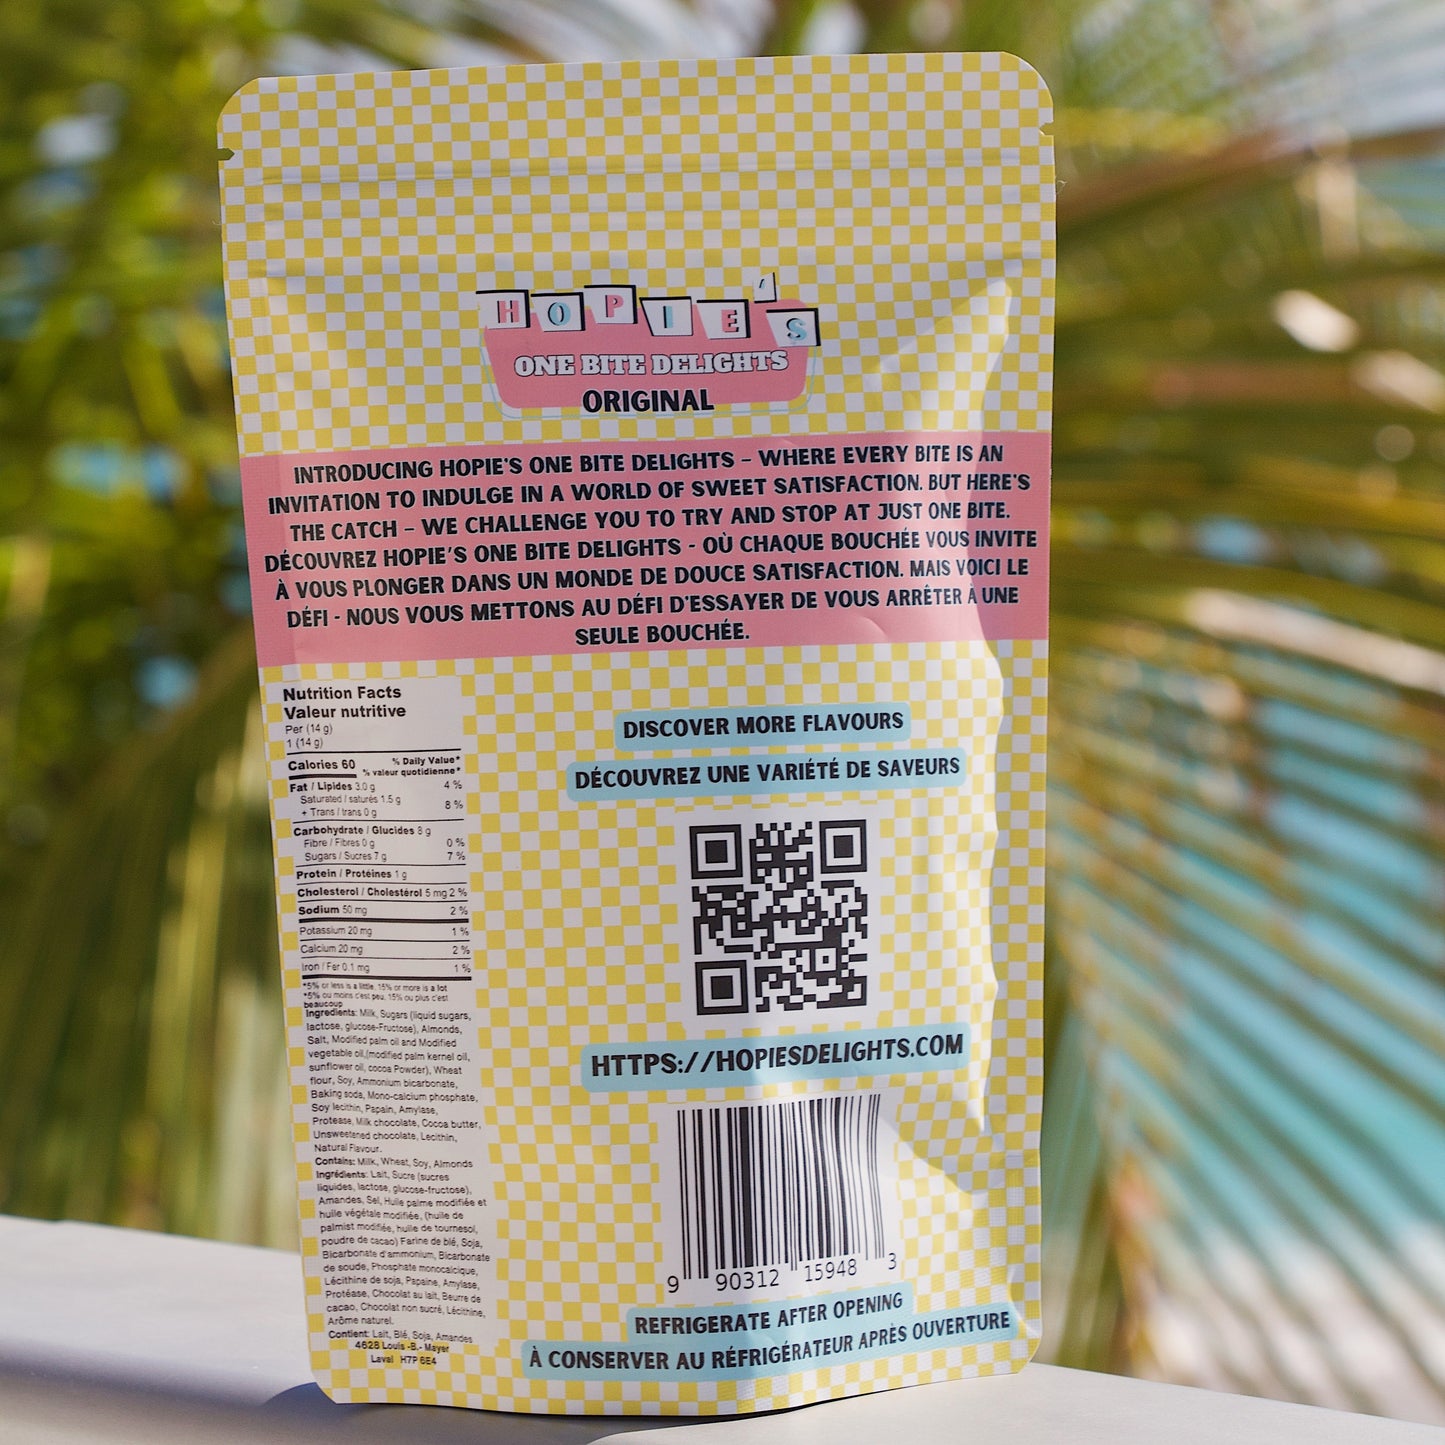 HOPIE'S
ONE BITE DELIGHTS
ORIGINAL
INTRODUCING HOPIE'S ONE BITE DELIGHTS – WHERE EVERY BITE IS AN
INVITATION TO INDULGE IN A WORLD OF SWEET SATISFACTION. BUT HERE'S
THE CATCH – WE CHALLENGE YOU TO TRY AND STOP AT JUST ONE BITE.
DÉCOUVREZ HOPIE'S ONE BITE DELIGHTS - OÙ CHAQUE BOUCHÉE VOUS INVITE
À VOUS PLONGER DANS UN MONDE DE DOUCE SATISFACTION. MAIS VOICI LE
DÉFI - NOUS VOUS METTONS AU DÉFI D'ESSAYER DE VOUS ARRÊTER À UNE
SEULE BOUCHÉE.
Nutrition Facts
Valeur nutritive
Per (14 g)
1 (14 g)
Calories 60
% Daily Value*
% valeur quotidienne*
Fat / Lipides 3.0 g 4 %
Saturated / saturés 1.5 g
+ Trans / trans 0 g 8 %
Carbohydrate / Glucides 8 g
Fibre / Fibres 0 g 0 %
Sugars / Sucres 7 g 7 %
Protein / Protéines 1 g
Cholesterol / Cholestérol 5 mg 2 %
Sodium 50 mg 2 %
Potassium 20 mg 1 %
Calcium 20 mg 2 %
Iron / Fer 0.1 mg 1 %
*5% or less is a little, 15% or more is a lot
*5% ou moins c'est peu, 15% ou plus c'est
beaucoup
Ingredients: Milk, Sugars (liquid sugars,
lactose, glucose-Fructose), Almonds,
Salt, Modified palm oil and Modified
vegetable oil,(modified palm kernel oil,
sunflower oil, cocoa Powder), Wheat
flour, Soy, Ammonium bicarbonate,
Baking soda, Mono-calcium phosphate,
Soy lecithin, Papain, Amylase,
Protease, Milk chocolate, Cocoa butter,
Unsweetened chocolate, Lecithin,
Natural Flavour.
Contains: Milk, Wheat, Soy, Almonds
Ingrédients: Lait, Sucre (sucres
liquides, lactose, glucose-fructose),
Amandes, Sel, Huile palme modifiée et
huile végétale modifiée, (huile de
palmist modifiée, huile de tournesol,
poudre de cacao) Farine de blé, Soja,
Bicarbonate d'ammonium, Bicarbonate
de soude, Phosphate monocalcique,
Lécithine de soja, Papaine, Amylase,
Protéase, Chocolat au lait, Beurre de
cacao, Chocolat non sucré, Lécithine,
Arôme naturel.
Contient: Lait, Blé, Soja, Amandes
4628 Louis -B.- Mayer
Laval H7P 6E4
DISCOVER MORE FLAVOURS
DÉCOUVREZ UNE VARIÉTÉ DE SAVEURS
HTTPS://HOPIESDELIGHTS.COM
9 90312 15948 3
REFRIGERATE AFTER OPENING
À CONSERVER AU RÉFRIGÉRATEUR APRÈS OUVERTURE